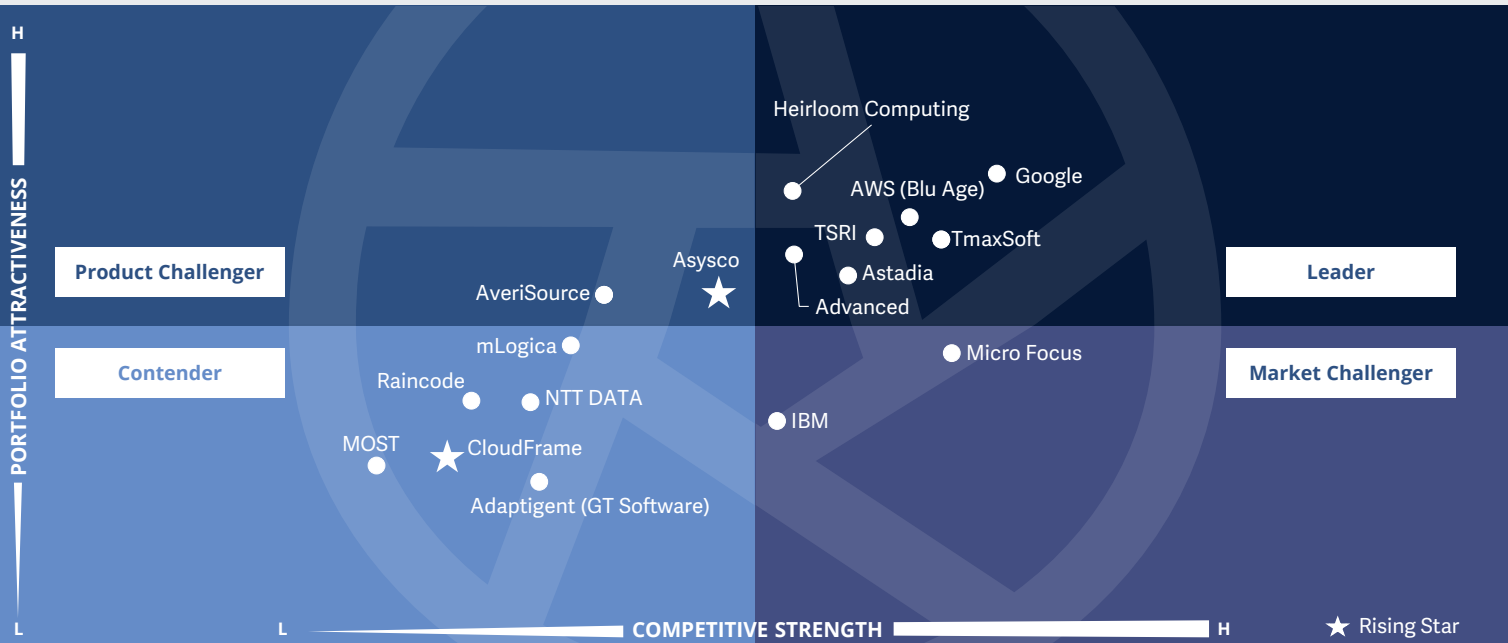 H
PORTFOLIO ATTRACTIVENESS
L
Product Challenger
Contender
Leader
Market Challenger
Heirloom Computing
Google
AWS (Blu Age)
TSRI
TmaxSoft
Asysco
Astadia
AveriSource
Advanced
mLogica
Micro Focus
Raincode
NTT DATA
IBM
MOST
CloudFrame
Adaptigent (GT Software)
L
COMPETITIVE STRENGTH
H
Rising Star